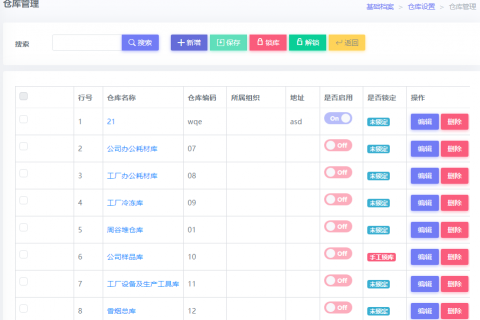 仓库管理
基础档案 > 仓库设置 > 仓库管理
搜索 搜索 新增 保存 锁库 解锁 返回
行号 仓库名称 仓库编码 所属组织 地址 是否启用 是否锁定 操作
1 21 wqe asd On 未锁定 编辑 删除
2 公司办公耗材库 07 Off 未锁定 编辑 删除
3 工厂办公耗材库 08 Off 未锁定 编辑 删除
4 工厂冷冻库 09 Off 未锁定 编辑 删除
5 周谷堆仓库 01 Off 未锁定 编辑 删除
6 公司样品库 10 Off 手工锁库 编辑 删除
7 工厂设备及生产工具库 11 Off 未锁定 编辑 删除
8 雪烟总库 12 Off 未锁定 编辑 删除